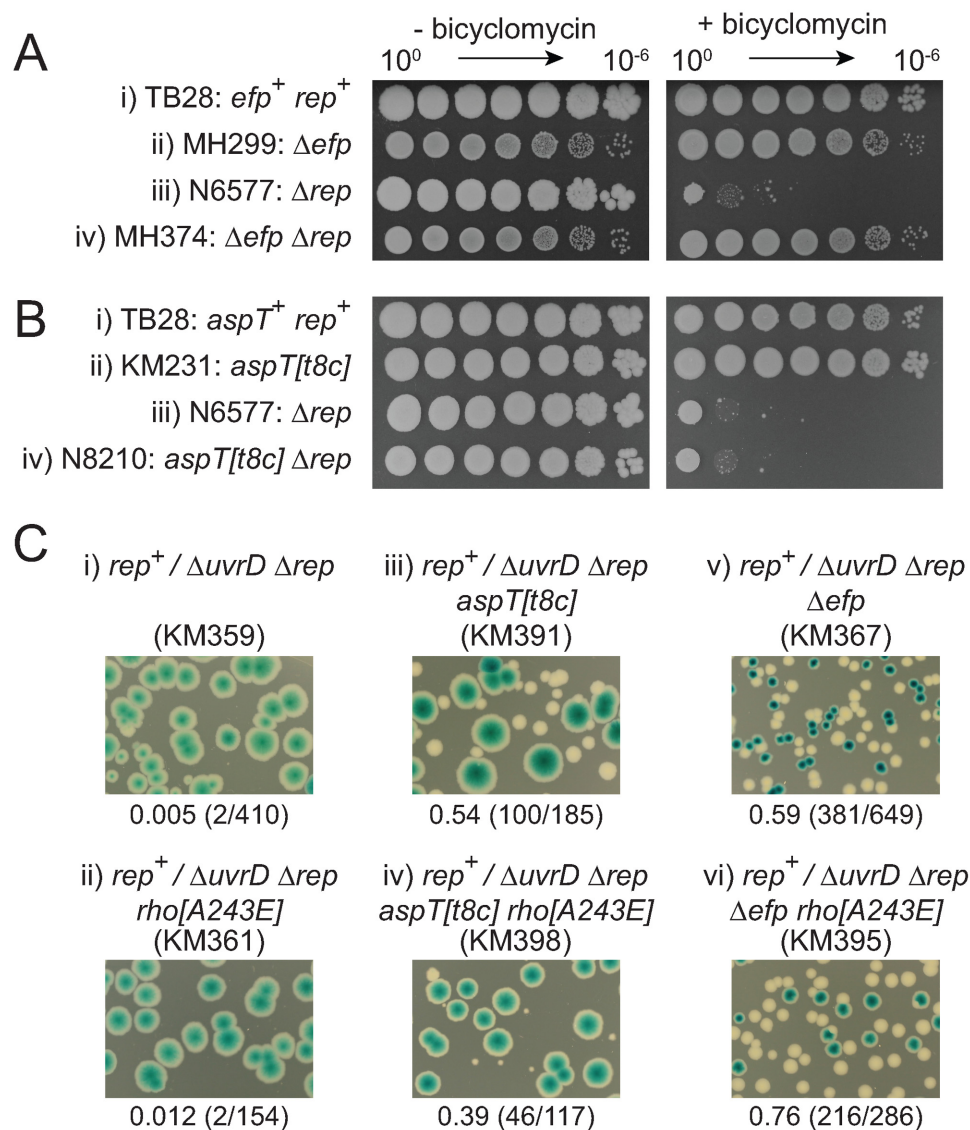 A
- bicyclomycin
+ bicyclomycin
10⁰ 10⁻⁶
10⁰ 10⁻⁶
i) TB28: efp⁺ rep⁺
ii) MH299: Δefp
iii) N6577: Δrep
iv) MH374: Δefp Δrep
B
i) TB28: aspT⁺ rep⁺
ii) KM231: aspT[t8c]
iii) N6577: Δrep
iv) N8210: aspT[t8c] Δrep
C
i) rep⁺ / ΔuvrD Δrep
(KM359)
0.005 (2/410)
iii) rep⁺ / ΔuvrD Δrep
aspT[t8c]
(KM391)
0.54 (100/185)
v) rep⁺ / ΔuvrD Δrep
Δefp
(KM367)
0.59 (381/649)
ii) rep⁺ / ΔuvrD Δrep
rho[A243E]
(KM361)
0.012 (2/154)
iv) rep⁺ / ΔuvrD Δrep
aspT[t8c] rho[A243E]
(KM398)
0.39 (46/117)
vi) rep⁺ / ΔuvrD Δrep
Δefp rho[A243E]
(KM395)
0.76 (216/286)